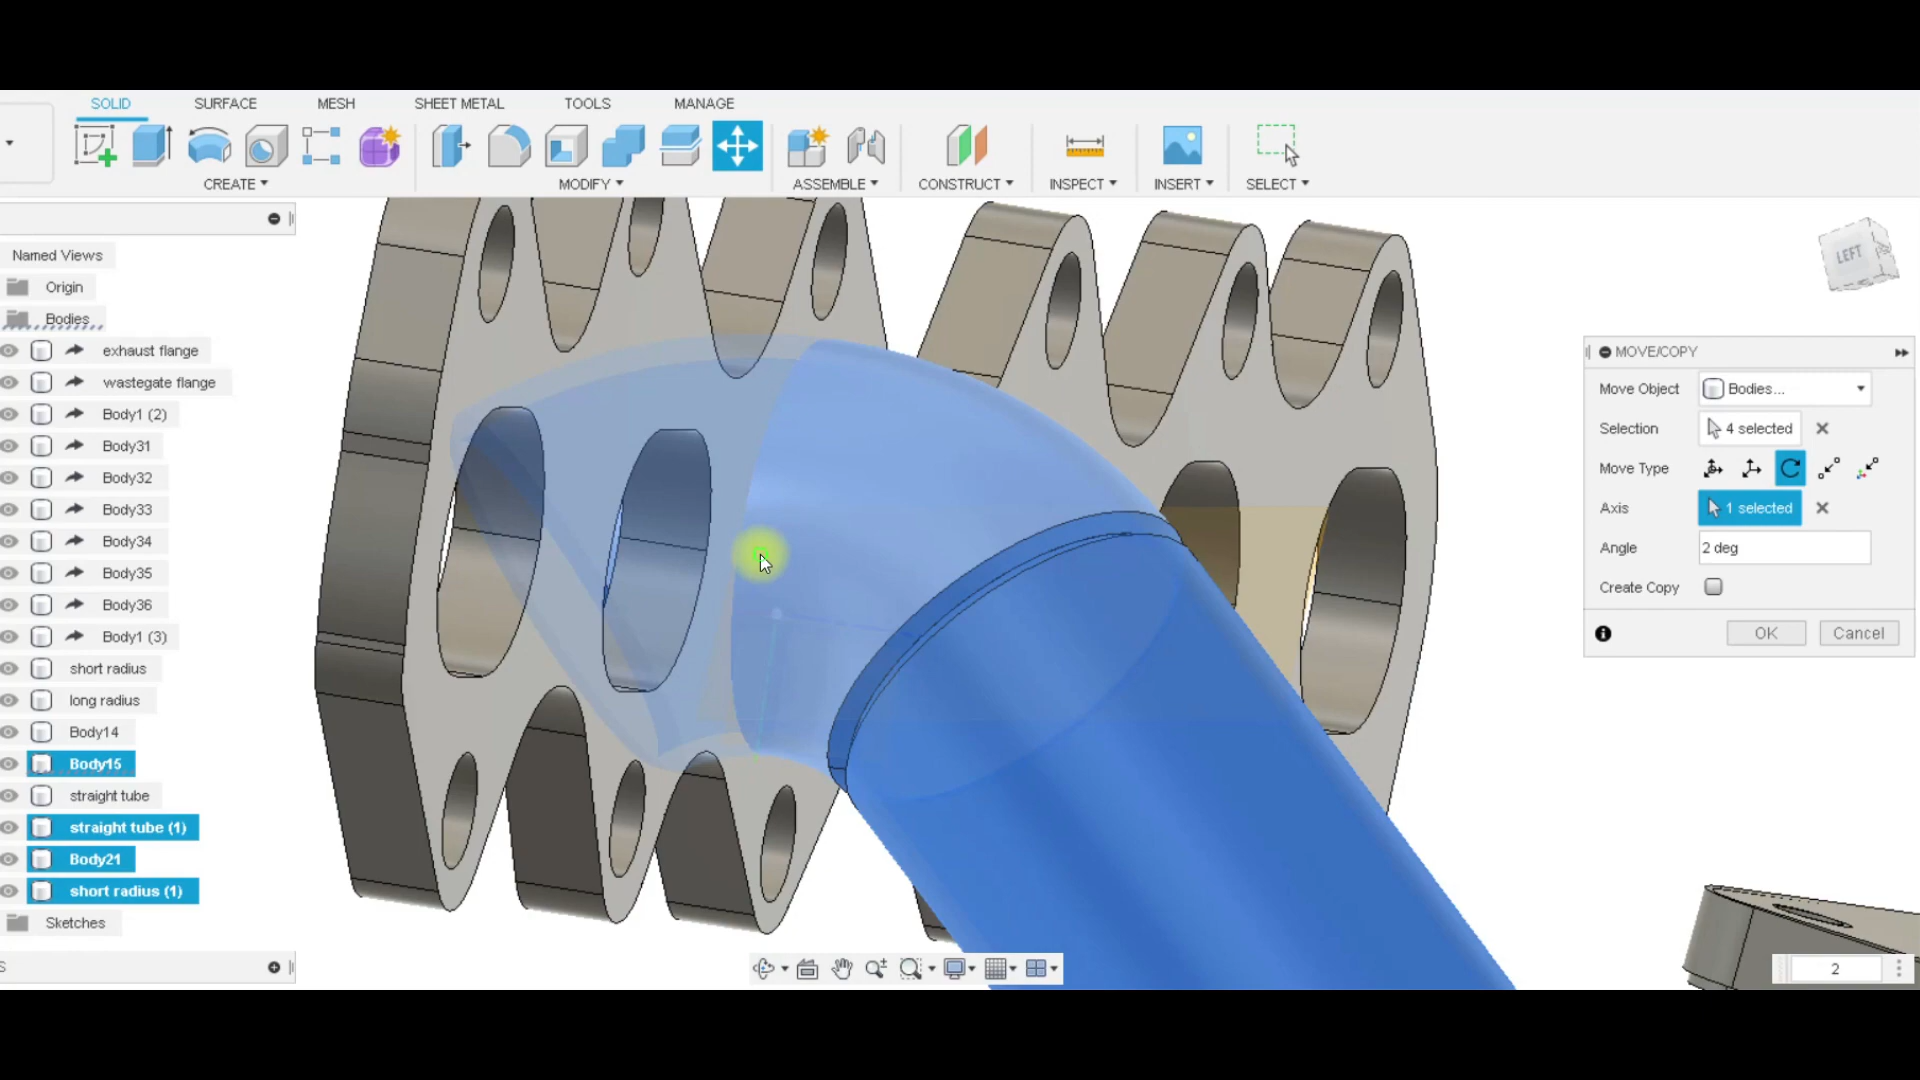 SOLID SURFACE MESH SHEET METAL TOOLS MANAGE
CREATE MODIFY ASSEMBLE CONSTRUCT INSPECT INSERT SELECT
Named Views
Origin
Bodies
exhaust flange
wastegate flange
Body1 (2)
Body31
Body32
Body33
Body34
Body35
Body36
Body1 (3)
short radius
long radius
Body14
Body15
straight tube
straight tube (1)
Body21
short radius (1)
Sketches
S
LEFT
MOVE/COPY
Move Object Bodies...
Selection 4 selected
Move Type
Axis 1 selected
Angle 2 deg
Create Copy
OK Cancel
2